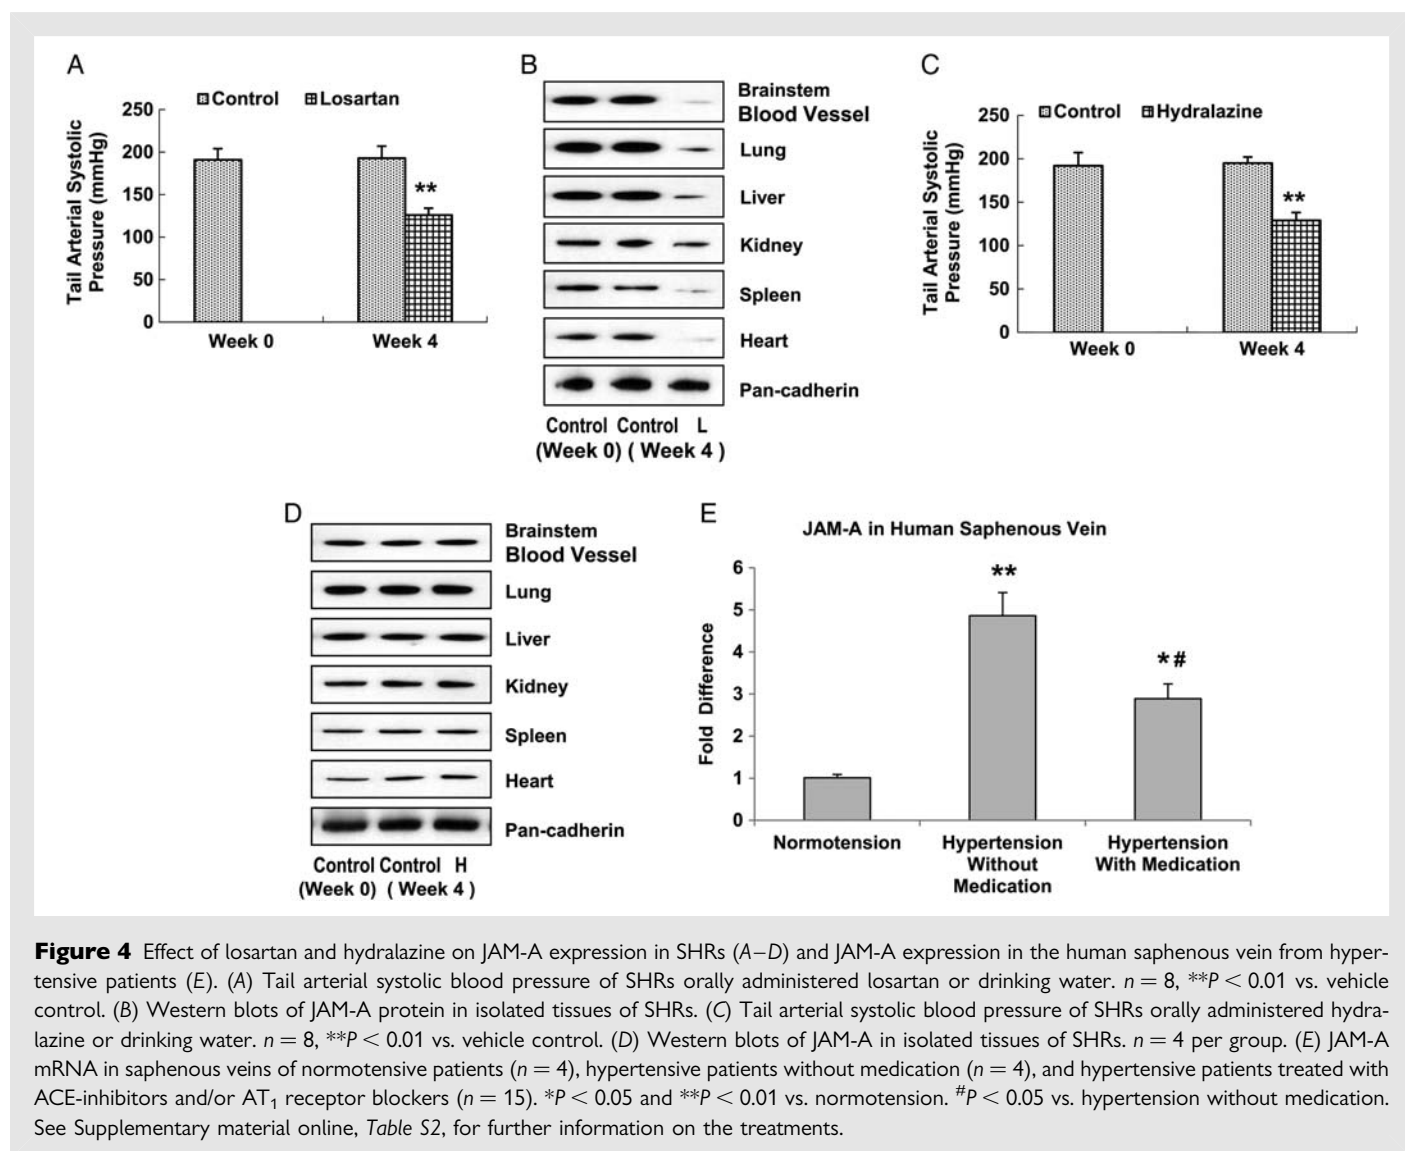 A
Control Losartan
Tail Arterial Systolic
Pressure (mmHg)
250
200
150
100
50
0
**
Week 0 Week 4
B
Brainstem
Blood Vessel
Lung
Liver
Kidney
Spleen
Heart
Pan-cadherin
Control Control L
(Week 0) ( Week 4 )
C
Control Hydralazine
Tail Arterial Systolic
Pressure (mmHg)
250
200
150
100
50
0
**
Week 0 Week 4
D
Brainstem
Blood Vessel
Lung
Liver
Kidney
Spleen
Heart
Pan-cadherin
Control Control H
(Week 0) ( Week 4 )
E
JAM-A in Human Saphenous Vein
Fold Difference
6
5
4
3
2
1
0
**
*#
Normotension
Hypertension
Without
Medication
Hypertension
With Medication
Figure 4 Effect of losartan and hydralazine on JAM-A expression in SHRs (A–D) and JAM-A expression in the human saphenous vein from hyper-
tensive patients (E). (A) Tail arterial systolic blood pressure of SHRs orally administered losartan or drinking water. n = 8, **P < 0.01 vs. vehicle
control. (B) Western blots of JAM-A protein in isolated tissues of SHRs. (C) Tail arterial systolic blood pressure of SHRs orally administered hydra-
lazine or drinking water. n = 8, **P < 0.01 vs. vehicle control. (D) Western blots of JAM-A in isolated tissues of SHRs. n = 4 per group. (E) JAM-A
mRNA in saphenous veins of normotensive patients (n = 4), hypertensive patients without medication (n = 4), and hypertensive patients treated with
ACE-inhibitors and/or AT₁ receptor blockers (n = 15). *P < 0.05 and **P < 0.01 vs. normotension. #P < 0.05 vs. hypertension without medication.
See Supplementary material online, Table S2, for further information on the treatments.